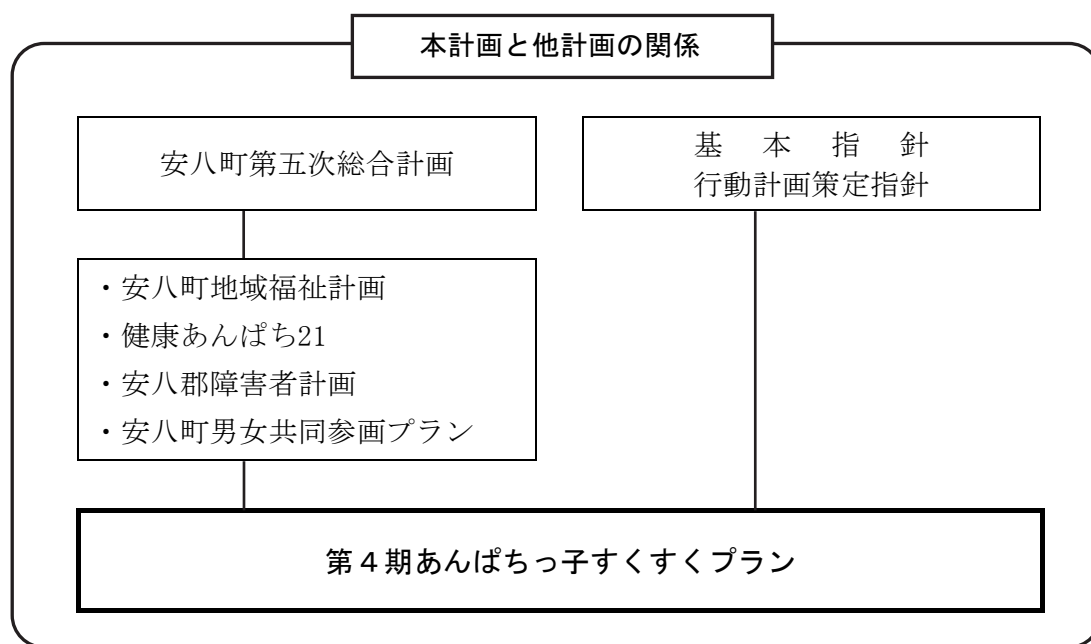 本計画と他計画の関係
安八町第五次総合計画
・安八町地域福祉計画
・健康あんぱち21
・安八郡障害者計画
・安八町男女共同参画プラン
基本指針
行動計画策定指針
第４期あんぱちっ子すくすくプラン